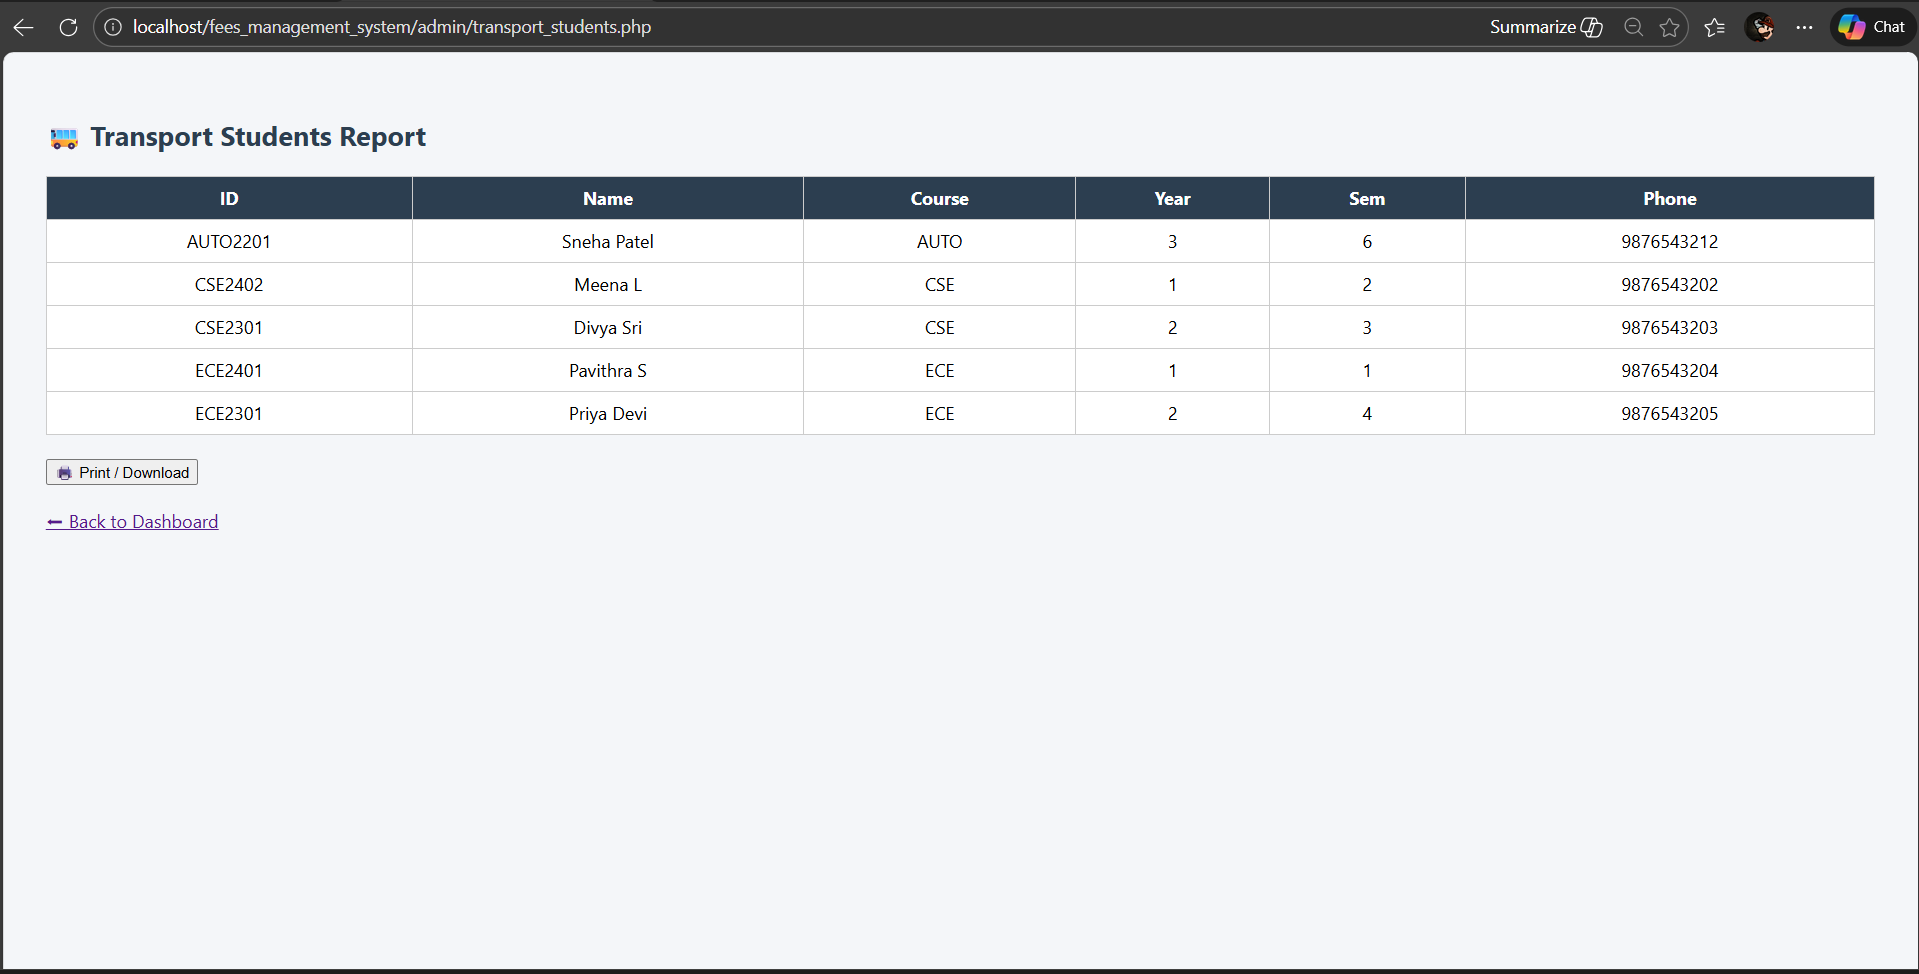 localhost/fees_management_system/admin/transport_students.php Summarize Chat
Transport Students Report
ID Name Course Year Sem Phone
AUTO2201 Sneha Patel AUTO 3 6 9876543212
CSE2402 Meena L CSE 1 2 9876543202
CSE2301 Divya Sri CSE 2 3 9876543203
ECE2401 Pavithra S ECE 1 1 9876543204
ECE2301 Priya Devi ECE 2 4 9876543205
Print / Download
Back to Dashboard